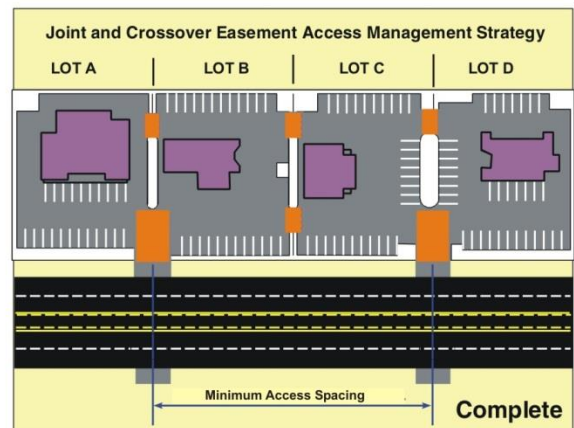 Joint and Crossover Easement Access Management Strategy
LOT A LOT B LOT C LOT D
Minimum Access Spacing
Complete